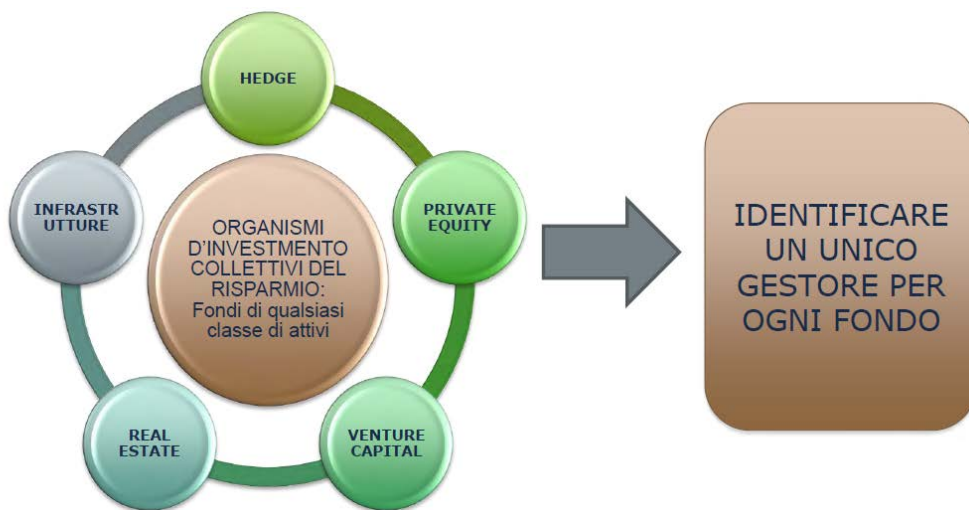 HEDGE
PRIVATE
EQUITY
VENTURE
CAPITAL
REAL
ESTATE
INFRASTR
UTTURE
ORGANISMI
D'INVESTMENTO
COLLETTIVI DEL
RISPARMIO:
Fondi di qualsiasi
classe di attivi
IDENTIFICARE
UN UNICO
GESTORE PER
OGNI FONDO